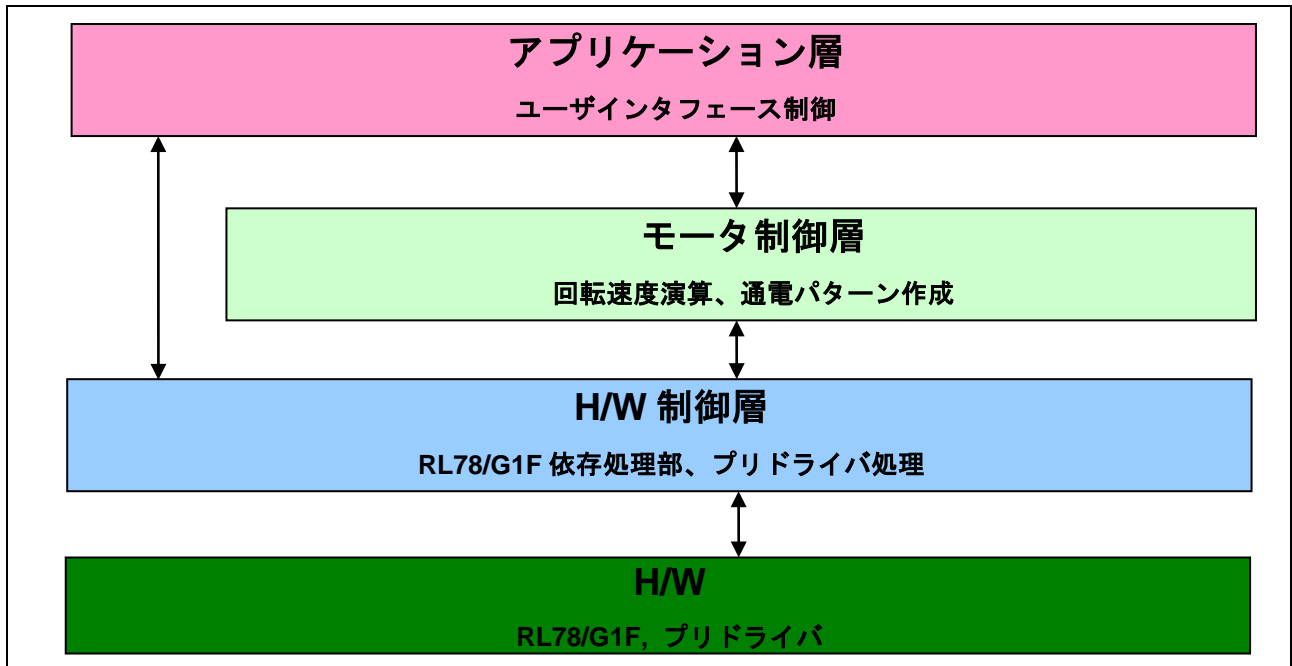 アプリケーション層
ユーザインタフェース制御
モータ制御層
回転速度演算、通電パターン作成
H/W 制御層
RL78/G1F 依存処理部、プリドライバ処理
H/W
RL78/G1F, プリドライバ